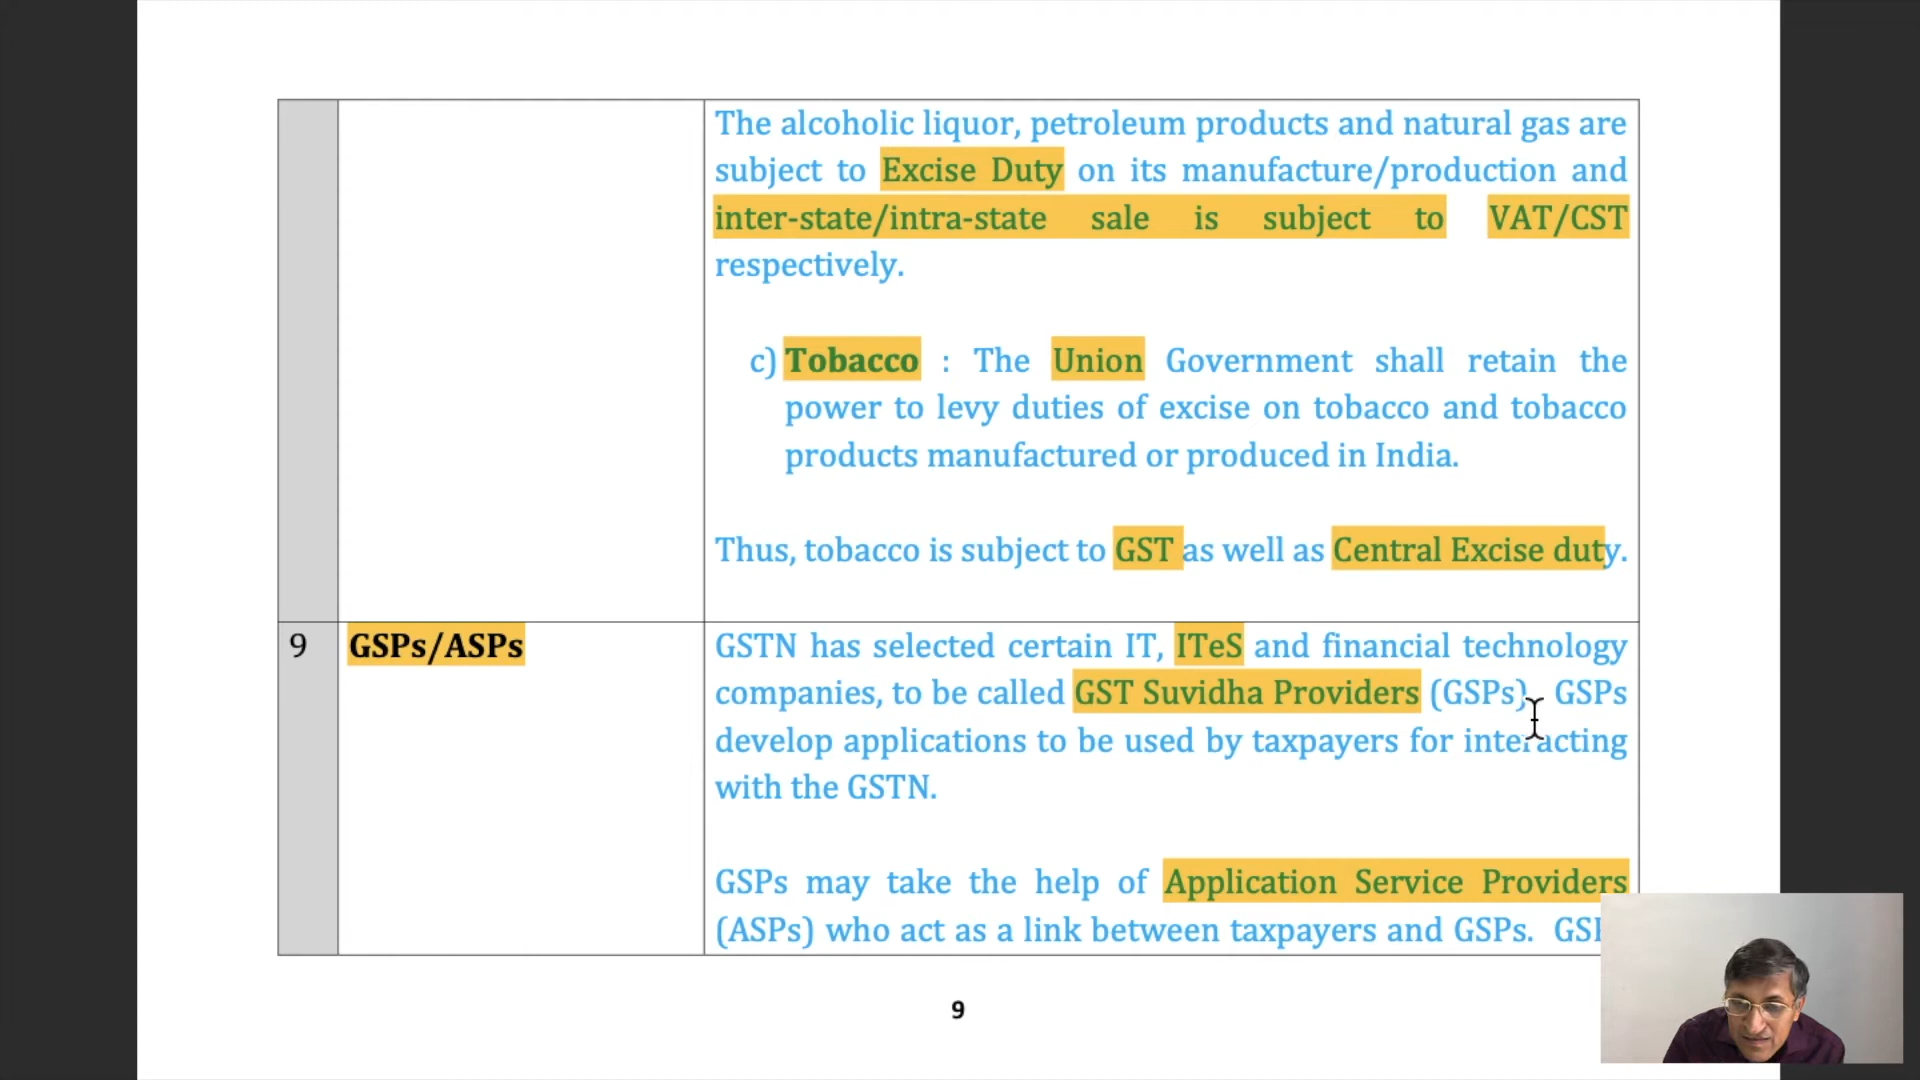 The alcoholic liquor, petroleum products and natural gas are
subject to Excise Duty on its manufacture/production and
inter-state/intra-state sale is subject to VAT/CST
respectively.
c) Tobacco : The Union Government shall retain the
power to levy duties of excise on tobacco and tobacco
products manufactured or produced in India.
Thus, tobacco is subject to GST as well as Central Excise duty.
9 GSPs/ASPs
GSTN has selected certain IT, ITeS and financial technology
companies, to be called GST Suvidha Providers (GSPs). GSPs
develop applications to be used by taxpayers for interacting
with the GSTN.
GSPs may take the help of Application Service Providers
(ASPs) who act as a link between taxpayers and GSPs.
9